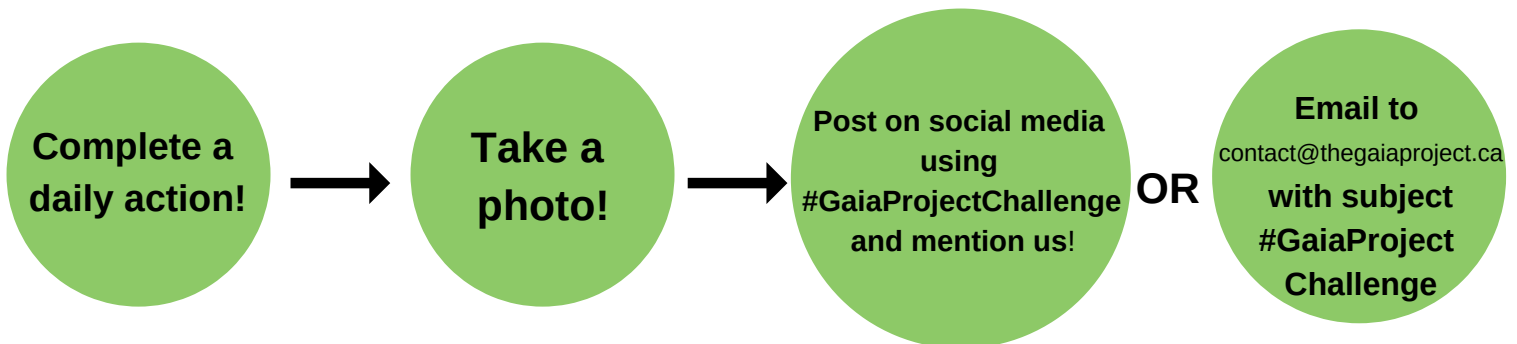 Complete a
daily action!
Take a
photo!
Post on social media
using
#GaiaProjectChallenge
and mention us!
OR
Email to
contact@thegaiaproject.ca
with subject
#GaiaProject
Challenge